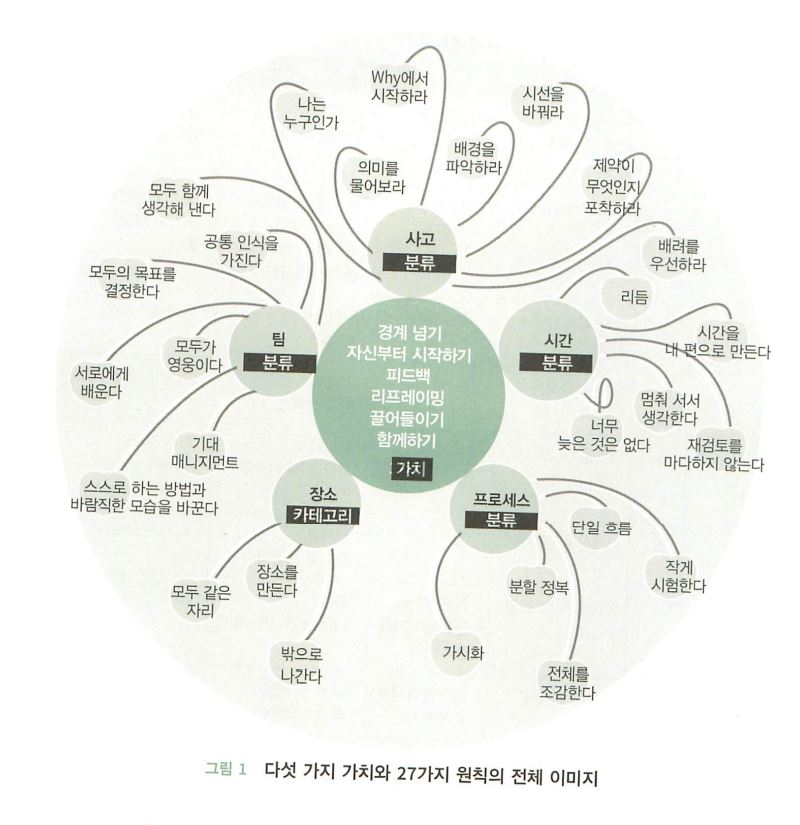 Why에서
시작하라
나는
누구인가
시선을
바꿔라
배경을
파악하라
의미를
물어보라
제약이
무엇인지
포착하라
모두 함께
생각해 낸다
공통 인식을
가진다
사고
분류
배려를
우선하라
모두의 목표를
결정한다
리듬
팀
분류
경계 넘기
자신부터 시작하기
피드백
리프레이밍
끌어들이기
함께하기
가치
시간
분류
시간을
내 편으로 만든다
모두가
영웅이다
서로에게
배운다
멈춰 서서
생각한다
너무
늦은 것은 없다
재검토를
마다하지 않는다
기대
매니지먼트
스스로 하는 방법과
바람직한 모습을 바꾼다
장소
카테고리
프로세스
분류
단일 흐름
작게
시험한다
분할 정복
장소를
만든다
모두 같은
자리
밖으로
나간다
가시화
전체를
조감한다
그림 1 다섯 가지 가치와 27가지 원칙의 전체 이미지